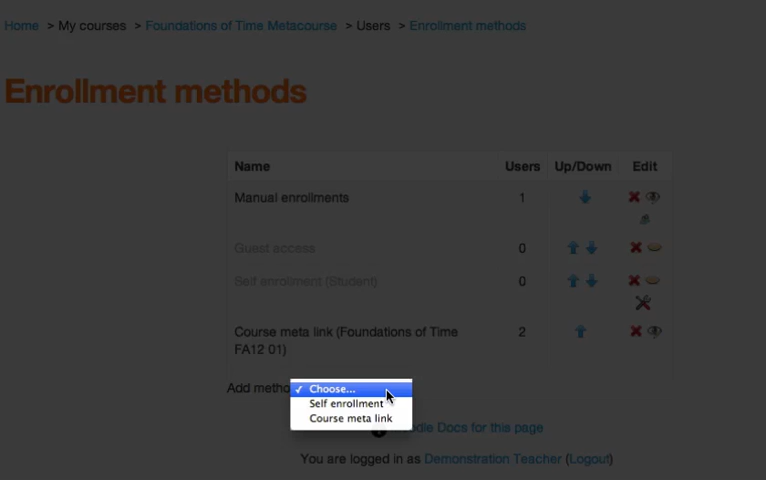 Home > My courses > Foundations of Time Metacourse > Users > Enrollment methods
Enrollment methods
Name Users Up/Down Edit
Manual enrollments 1
Guest access 0
Self enrollment (Student) 0
Course meta link (Foundations of Time 2
FA12 01)
Add metho
Choose...
Self enrollment
Course meta link
dle Docs for this page
You are logged in as Demonstration Teacher (Logout)